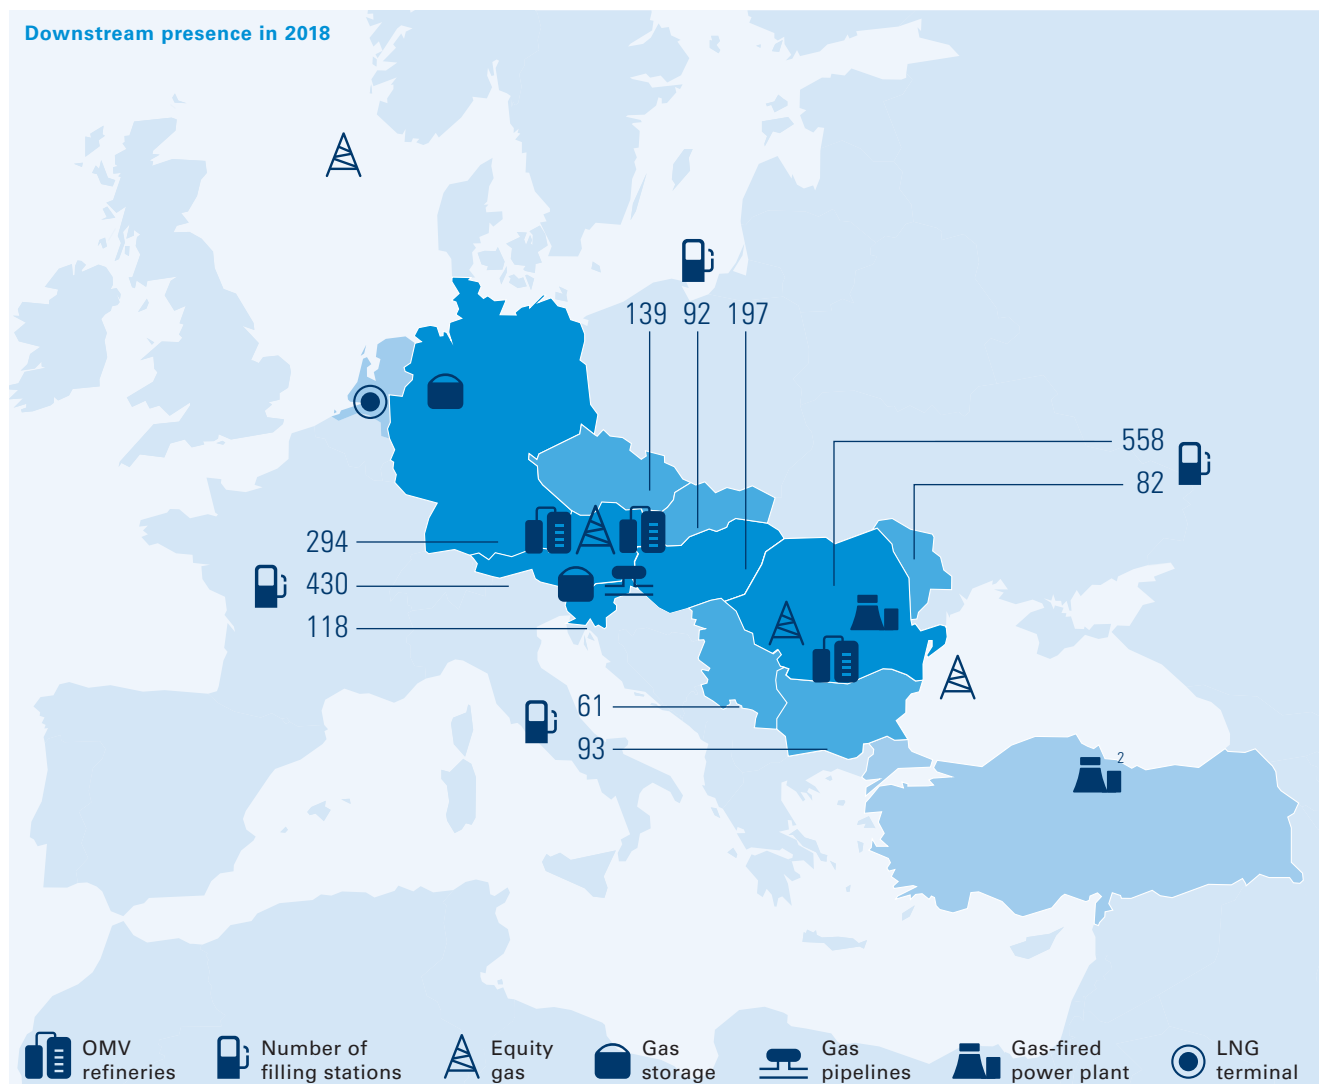 Downstream presence in 2018
139 92 197
558
82
294
430
118
61
93
2
OMV
refineries
Number of
filling stations
Equity
gas
Gas
storage
Gas
pipelines
Gas-fired
power plant
LNG
terminal